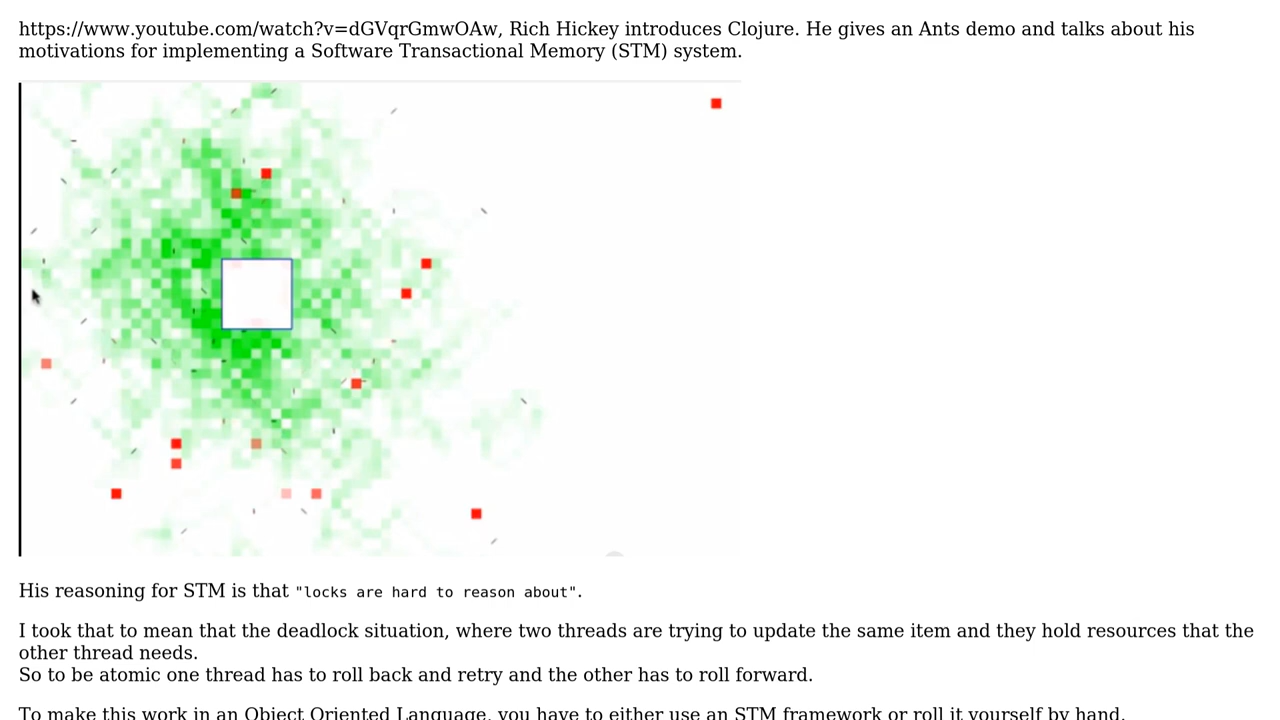 https://www.youtube.com/watch?v=dGVqrGmwOAw, Rich Hickey introduces Clojure. He gives an Ants demo and talks about his
motivations for implementing a Software Transactional Memory (STM) system.
His reasoning for STM is that "locks are hard to reason about".
I took that to mean that the deadlock situation, where two threads are trying to update the same item and they hold resources that the
other thread needs.
So to be atomic one thread has to roll back and retry and the other has to roll forward.
To make this work in an Object Oriented Language, you have to either use an STM framework or roll it yourself by hand.